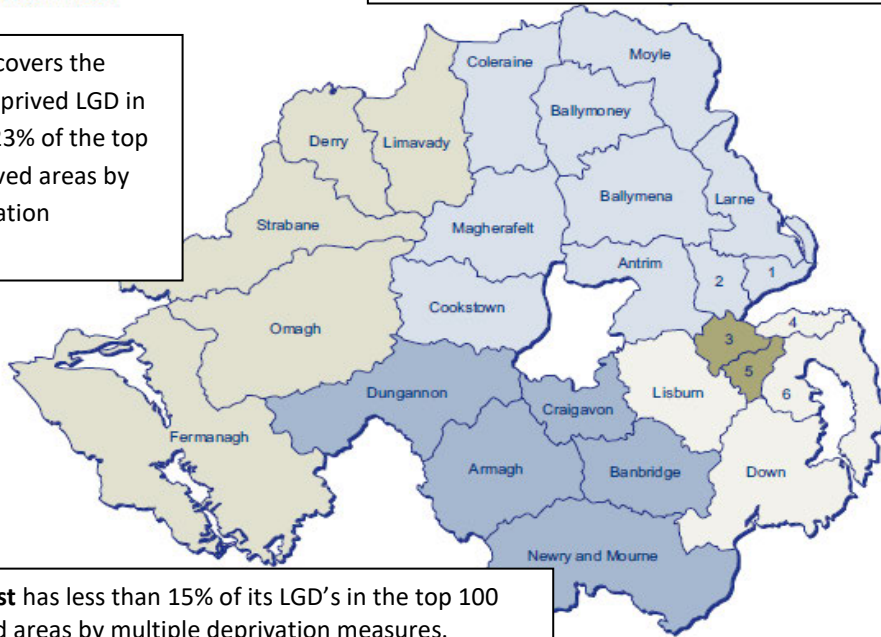 covers the
prived LGD in
23% of the top
ved areas by
ation
Moyle
Coleraine
Ballymoney
Derry
Limavady
Ballymena
Larne
Strabane
Magherafelt
Antrim
2
1
Cookstown
Omagh
4
3
5
Dungannon
Lisburn
6
Craigavon
Fermanagh
Armagh
Banbridge
Down
Newry and Mourne
st has less than 15% of its LGD's in the top 100
d areas by multiple deprivation measures.